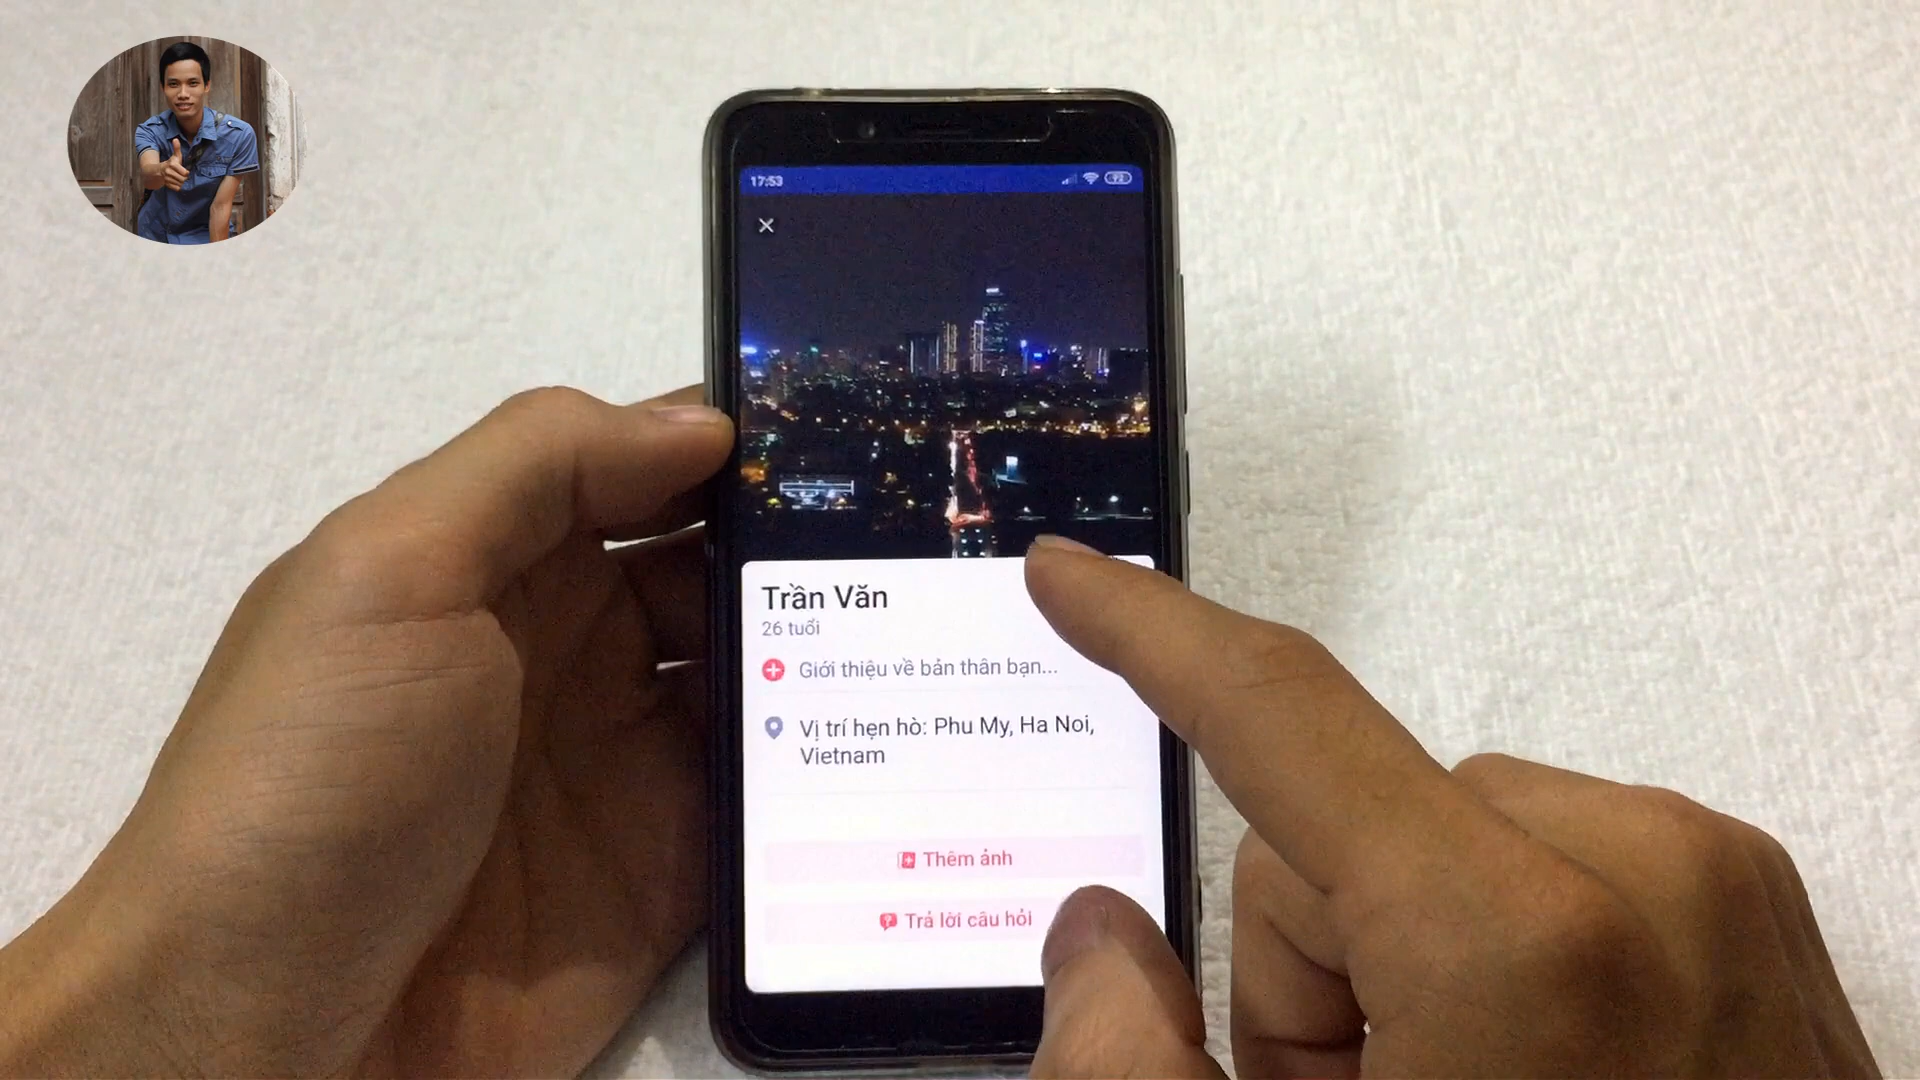 17:53
92
Trần Văn
26 tuổi
Giới thiệu về bản thân bạn...
Vị trí hẹn hò: Phu My, Ha Noi,
Vietnam
Thêm ảnh
Trả lời câu hỏi